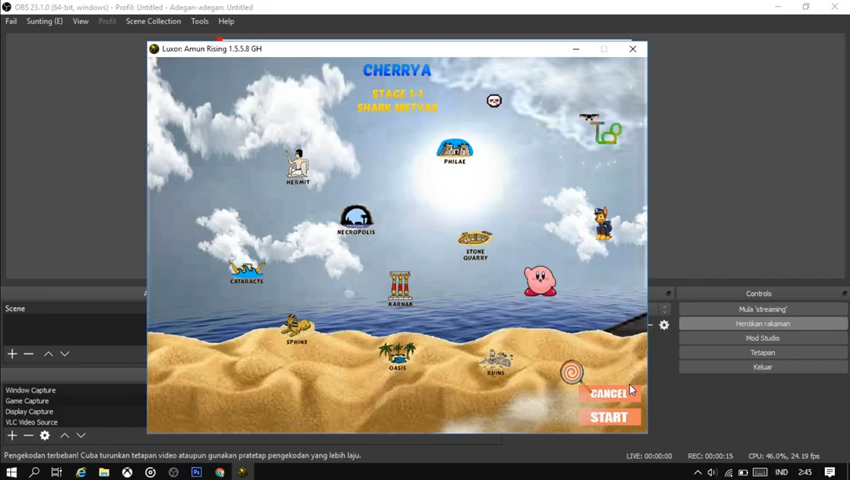 OBS 23.1.0 (64-bit, windows) - Profil: Untitled - Adegan-adegan: Untitled
Fail Sunting (E) View Profil Scene Collection Tools Help
Luxor: Amun Rising 1.5.5.8 GH
CHERRYA
STAGE 1-1
SHARK METYAS
PHILAE
HERMIT
NECROPOLIS
STONE
QUARRY
CATARACTS
KARNAK
SPHINX
OASIS
RUINS
CANCEL
START
Scene
Window Capture
Game Capture
Display Capture
VLC Video Source
Controls
Mula 'streaming'
Hentikan rakaman
Mod Studio
Tetapan
Keluar
Pengekodan terbeban! Cuba turunkan tetapan video ataupun gunakan pratetap pengekodan yang lebih laju.
LIVE: 00:00:00 REC: 00:00:15 CPU: 46.0%, 24.19 fps
IND 2:45